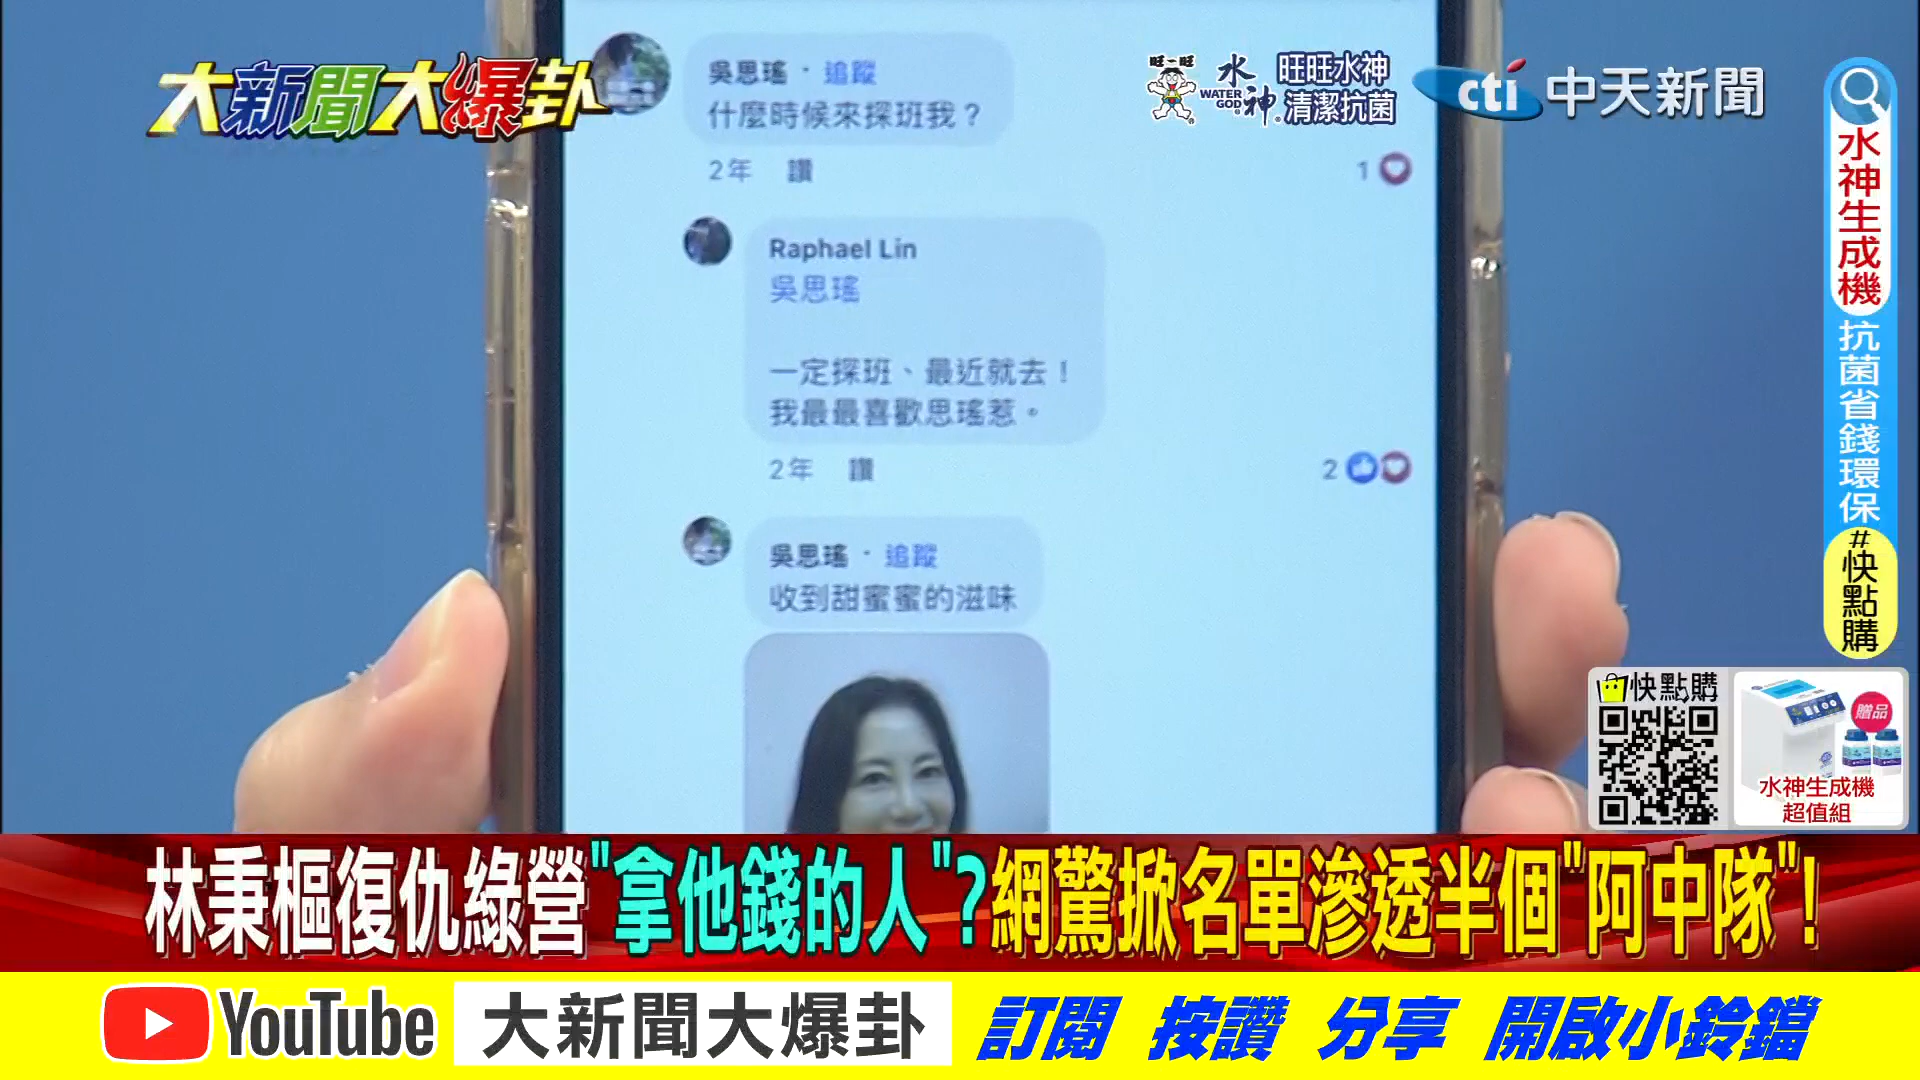 大新聞大爆卦
旺旺
水神
WATER GOD
旺旺水神
清潔抗菌
cti 中天新聞
吳思瑤 · 追蹤
什麼時候來探班我？
2年 讚
1
Raphael Lin
吳思瑤
一定探班、最近就去！
我最最喜歡思瑤惹。
2年 讚
2
吳思瑤 · 追蹤
收到甜蜜蜜的滋味
水神生成機
抗菌省錢環保
#快點購
快點購
贈品
水神生成機
超值組
林秉樞復仇綠營"拿他錢的人"?網驚掀名單滲透半個"阿中隊"!
YouTube 大新聞大爆卦 訂閱 按讚 分享 開啟小鈴鐺